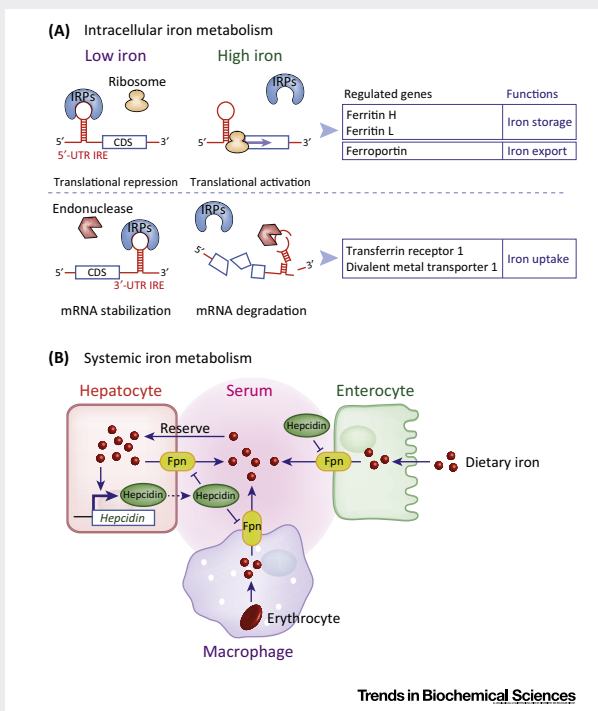 (A) Intracellular iron metabolism
Low iron
High iron
IRPs
Ribosome
IRPs
5′
CDS
3′
5′-UTR IRE
5′
3′
Translational repression
Translational activation
Regulated genes
Functions
Ferritin H
Ferritin L
Iron storage
Ferroportin
Iron export
Endonuclease
IRPs
5′
CDS
3′
3′-UTR IRE
IRPs
5′
3′
mRNA stabilization
mRNA degradation
Transferrin receptor 1
Divalent metal transporter 1
Iron uptake
(B) Systemic iron metabolism
Hepatocyte
Serum
Enterocyte
Reserve
Hepcidin
Fpn
Fpn
Dietary iron
Hepcidin
Hepcidin
Hepcidin
Fpn
Erythrocyte
Macrophage
Trends in Biochemical Sciences